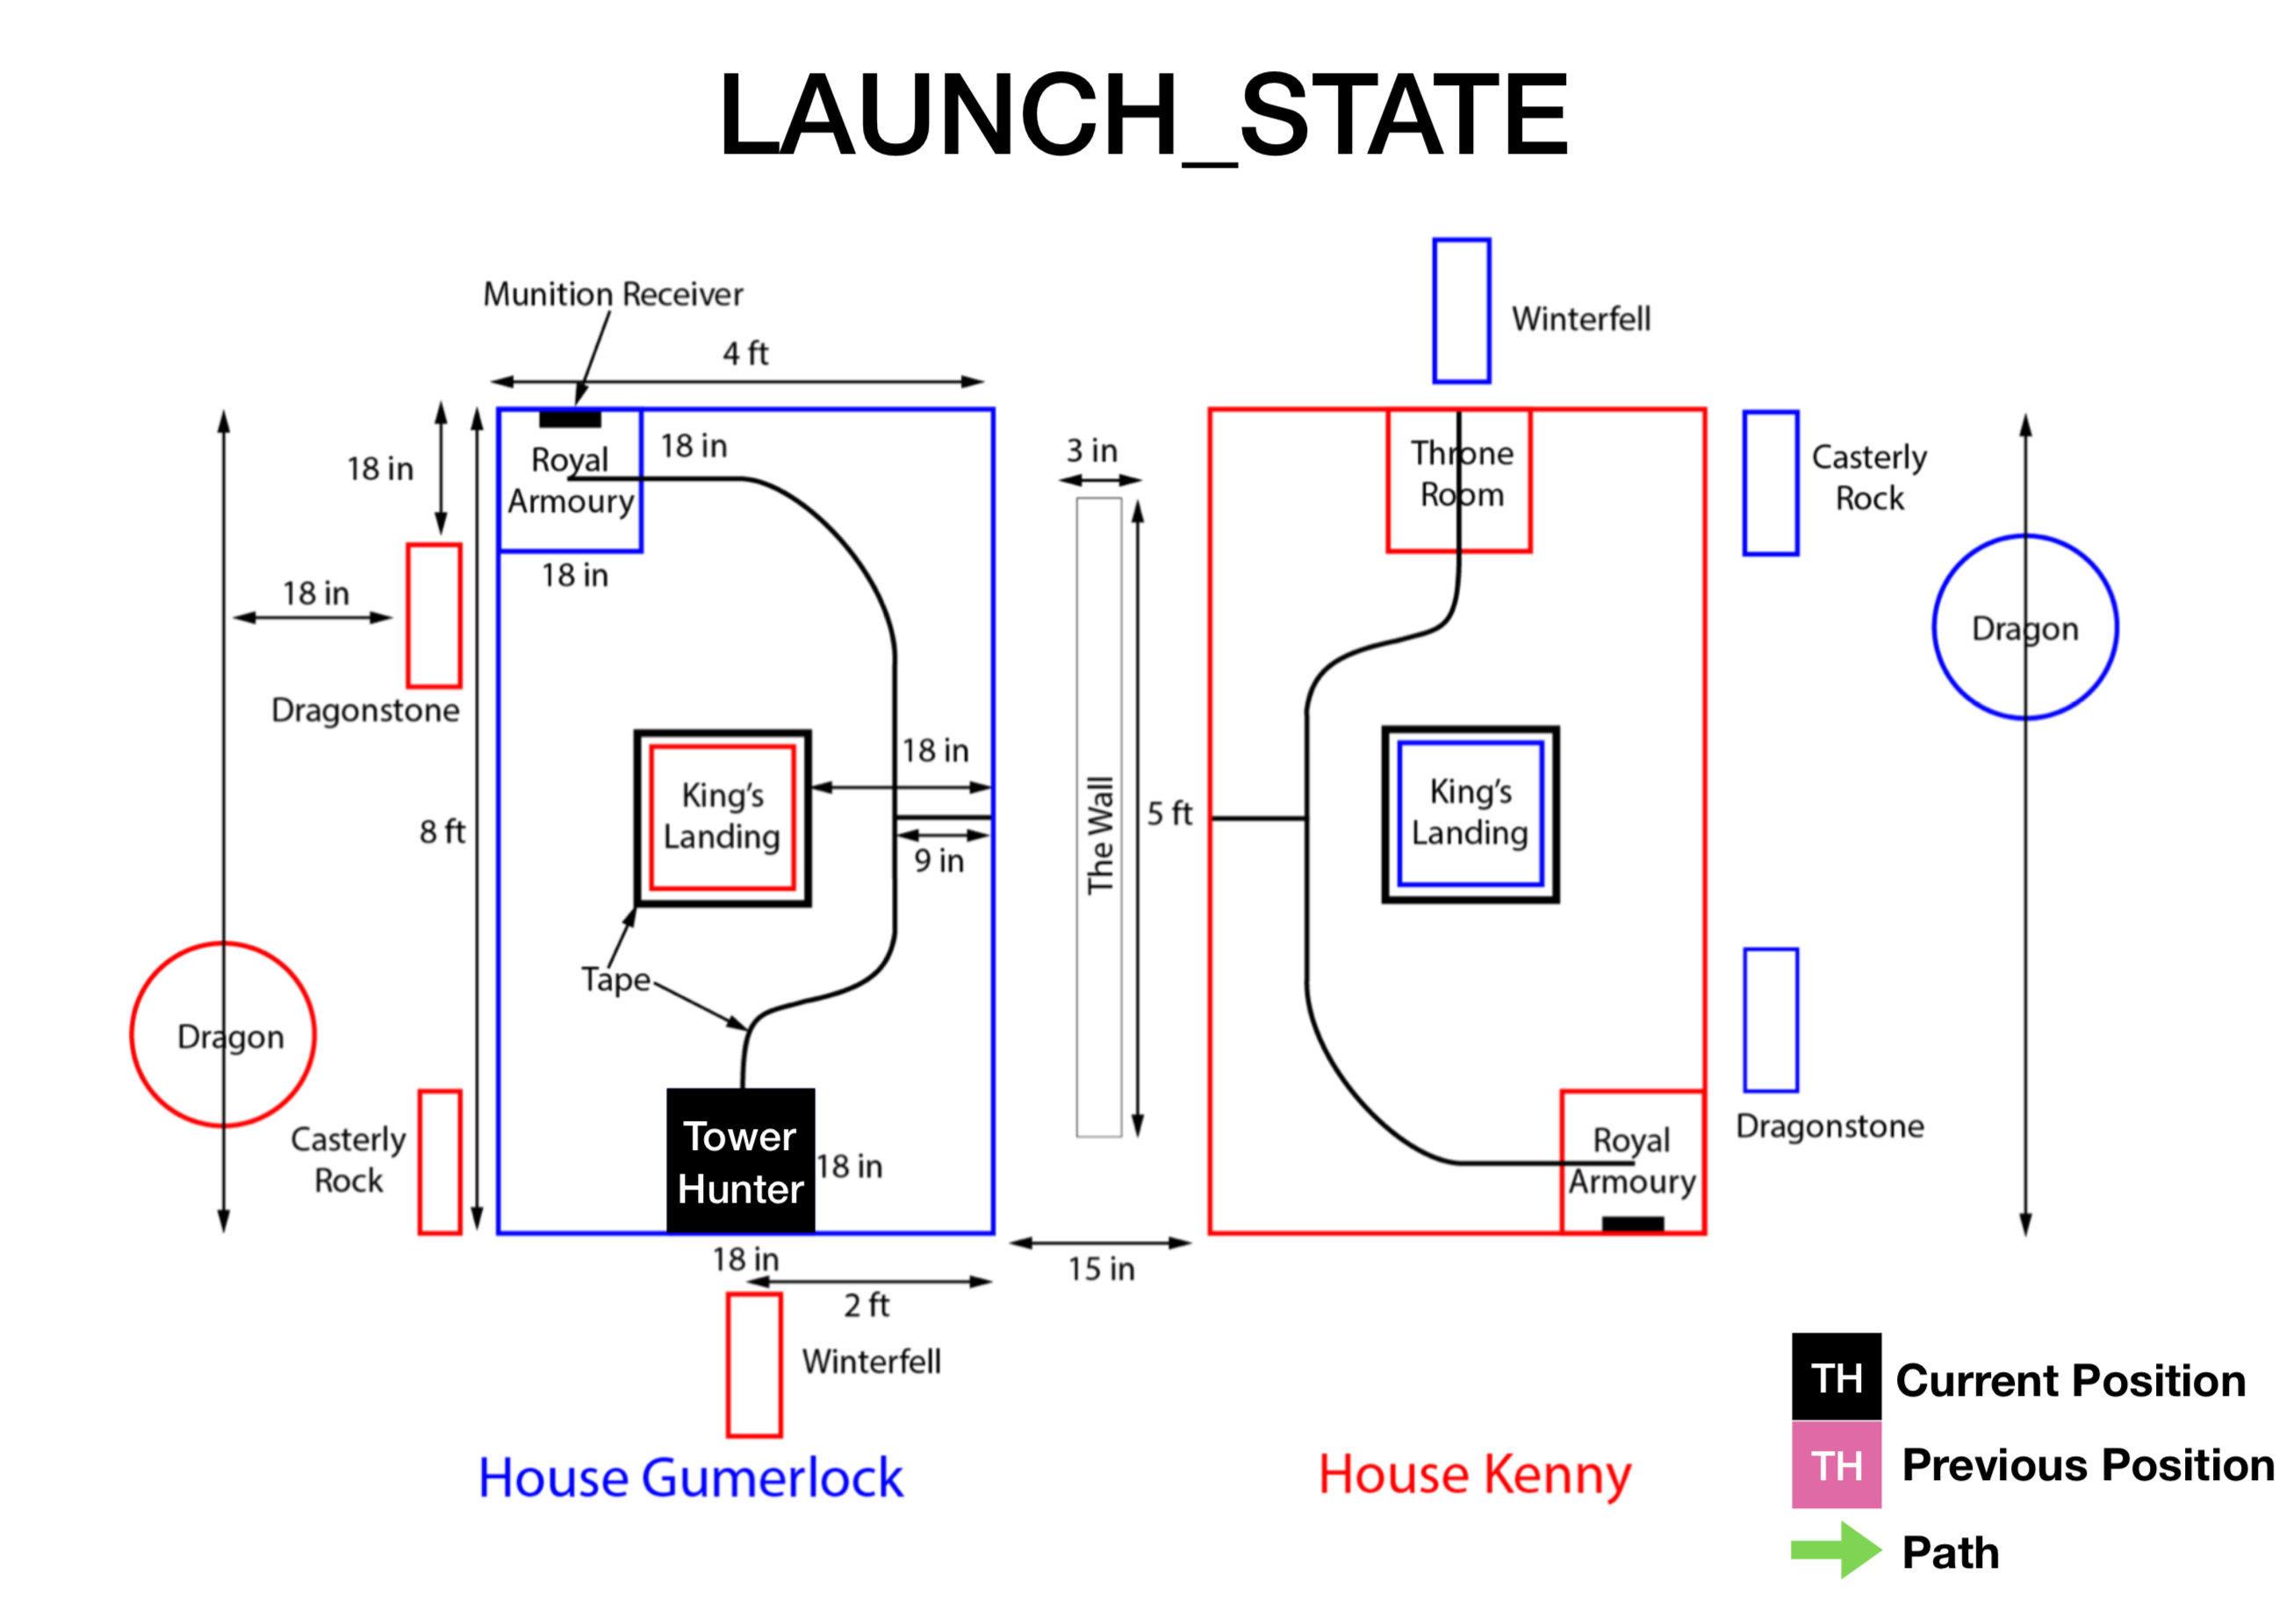 LAUNCH_STATE
Munition Receiver
4 ft
18 in
Royal
Armoury
18 in
18 in
18 in
Dragonstone
8 ft
King's
Landing
18 in
9 in
Tape
Dragon
Casterly
Rock
Tower
Hunter
18 in
18 in
2 ft
Winterfell
House Gumerlock
3 in
The Wall
5 ft
15 in
Winterfell
Throne
Room
Casterly
Rock
Dragon
King's
Landing
Dragonstone
Royal
Armoury
House Kenny
TH Current Position
TH Previous Position
Path